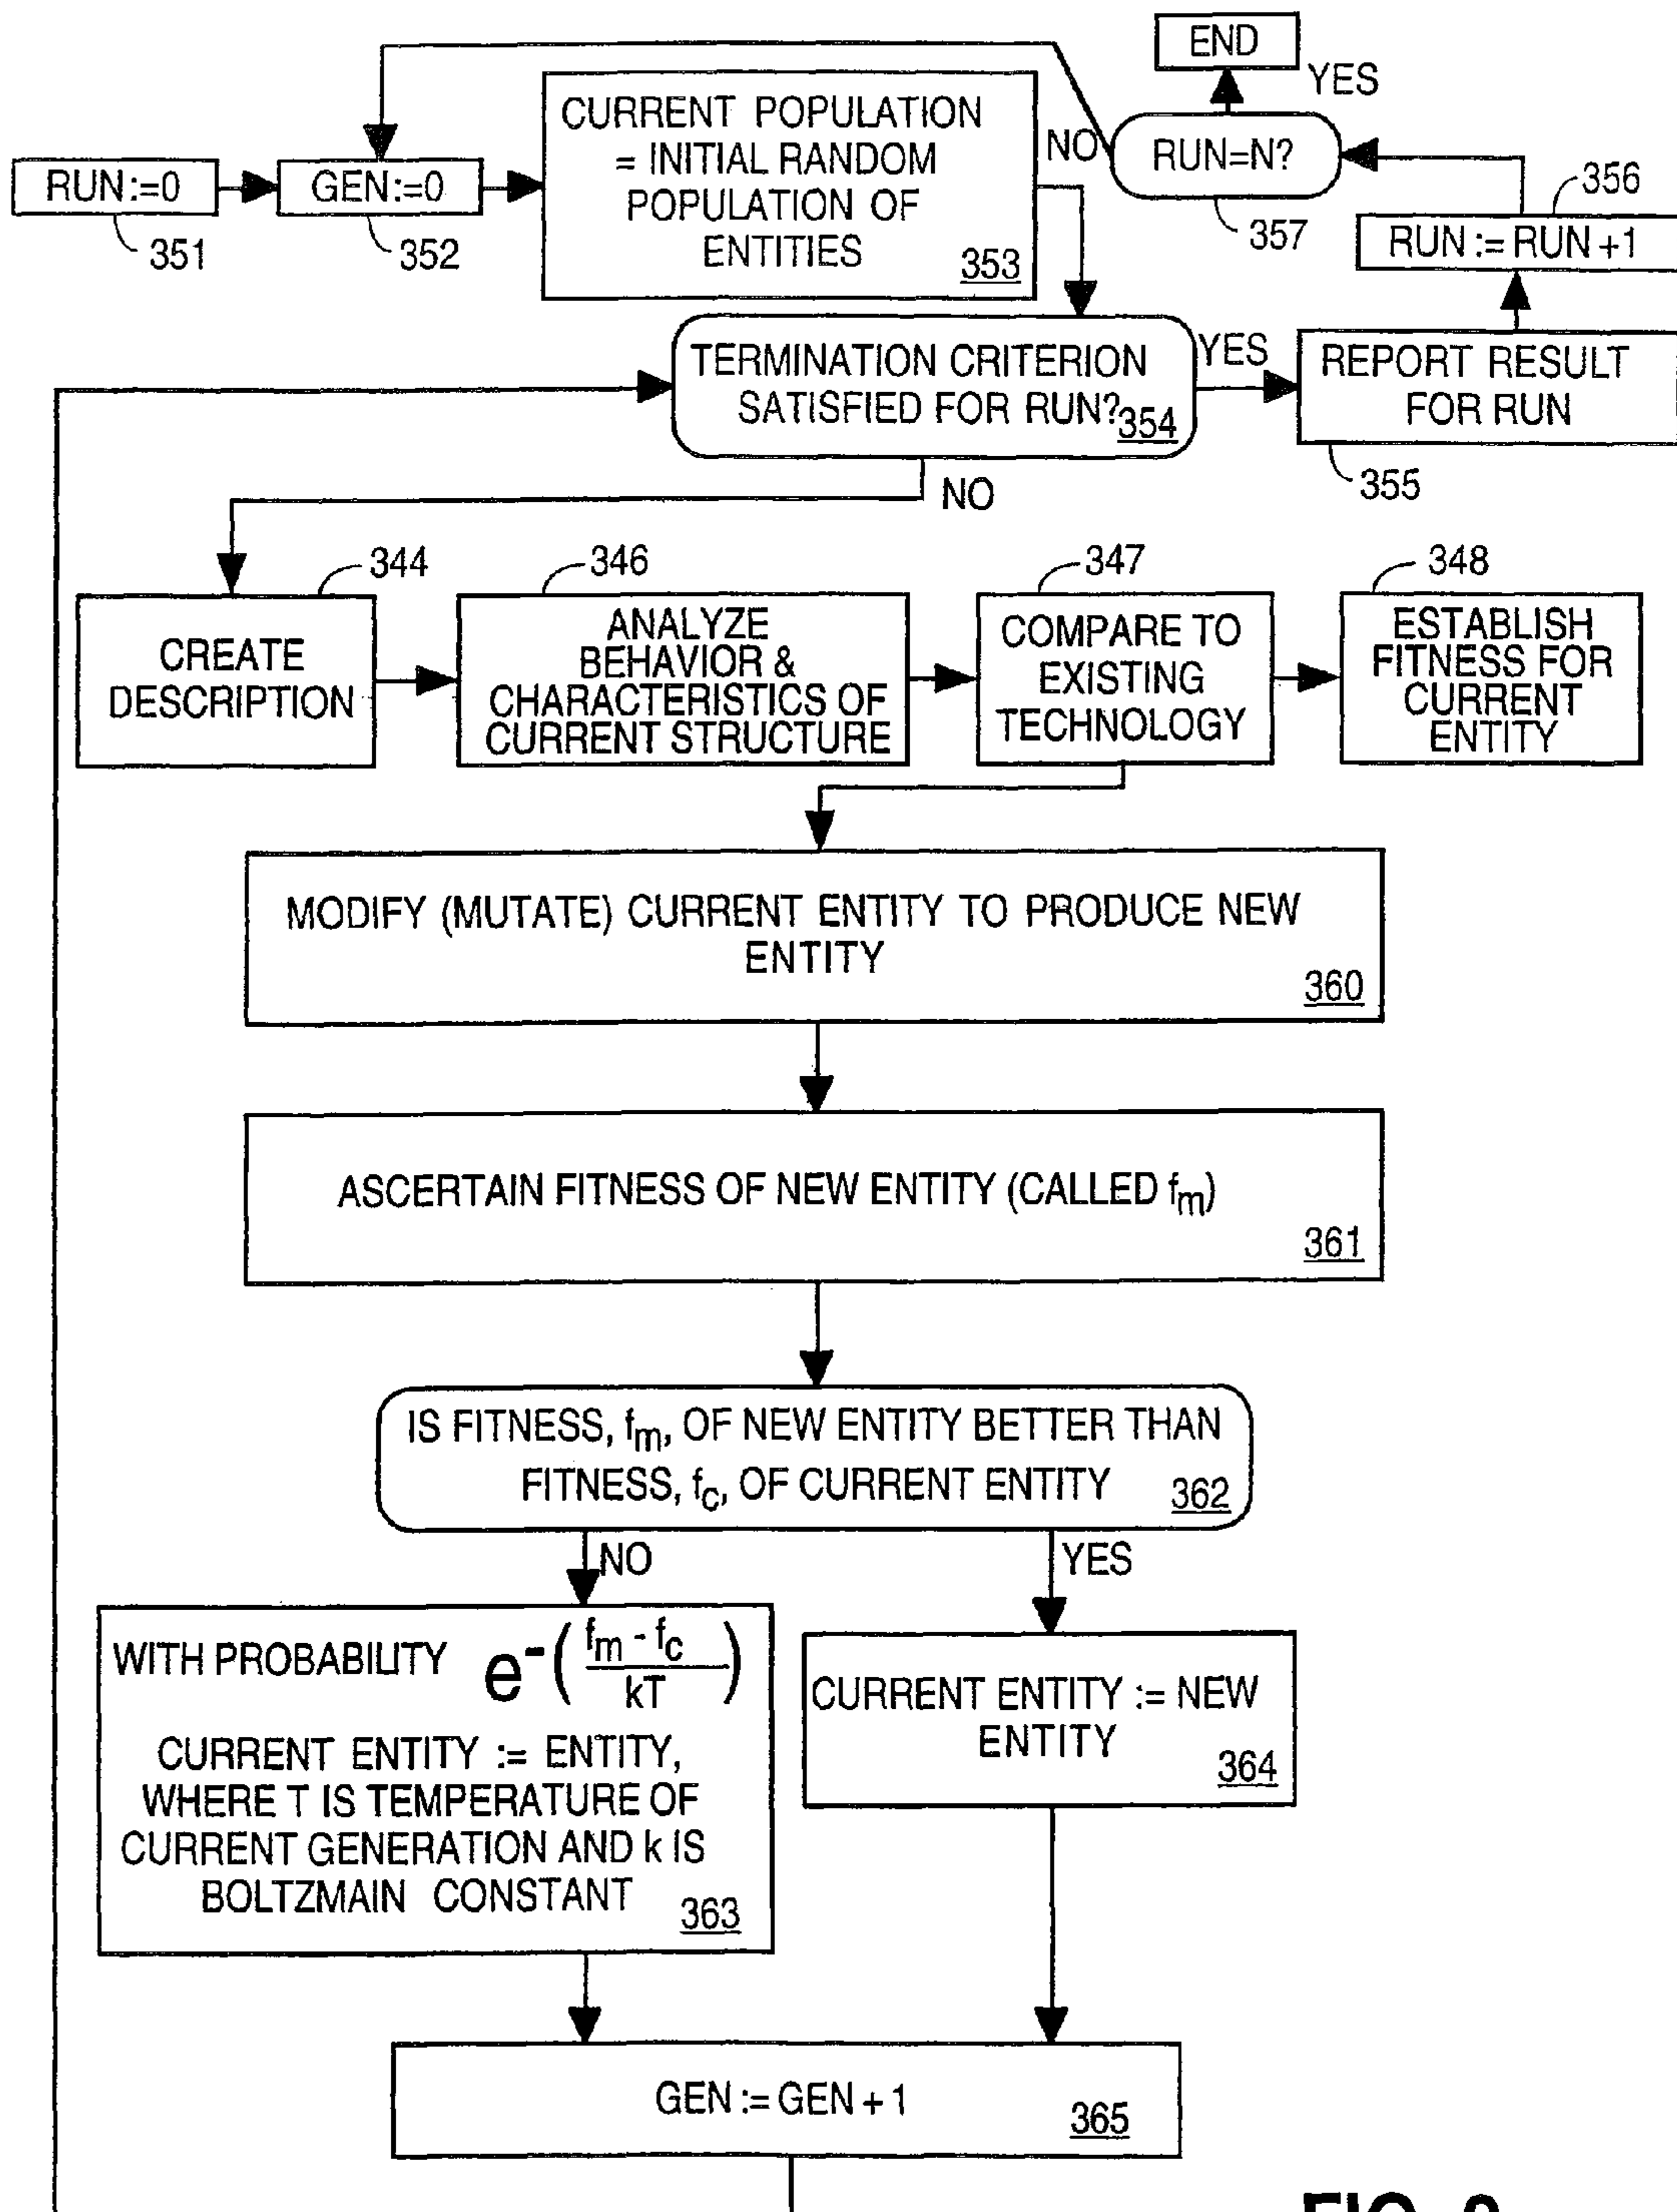 END
YES
CURRENT POPULATION
= INITIAL RANDOM
POPULATION OF
ENTITIES
353
NO
RUN=N?
357
RUN:=0
351
GEN:=0
352
356
RUN := RUN +1
TERMINATION CRITERION
SATISFIED FOR RUN?
354
YES
REPORT RESULT
FOR RUN
355
NO
344
CREATE
DESCRIPTION
346
ANALYZE
BEHAVIOR &
CHARACTERISTICS OF
CURRENT STRUCTURE
347
COMPARE TO
EXISTING
TECHNOLOGY
348
ESTABLISH
FITNESS FOR
CURRENT
ENTITY
MODIFY (MUTATE) CURRENT ENTITY TO PRODUCE NEW
ENTITY
360
ASCERTAIN FITNESS OF NEW ENTITY (CALLED fm)
361
IS FITNESS, fm, OF NEW ENTITY BETTER THAN
FITNESS, fc, OF CURRENT ENTITY
362
NO
YES
WITH PROBABILITY e-(fm - fc / kT)
CURRENT ENTITY := ENTITY,
WHERE T IS TEMPERATURE OF
CURRENT GENERATION AND k IS
BOLTZMAIN CONSTANT
363
CURRENT ENTITY := NEW
ENTITY
364
GEN := GEN + 1
365